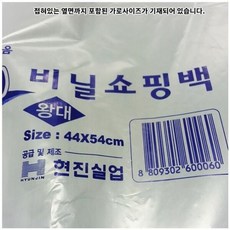 접혀있는 옆면까지 포함된 가로사이즈가 기재되어 있습니다.
비닐쇼핑백
왕대
Size : 44X54cm
공급 및 제조
HYUNJIN
현진실업
8 809302 600060